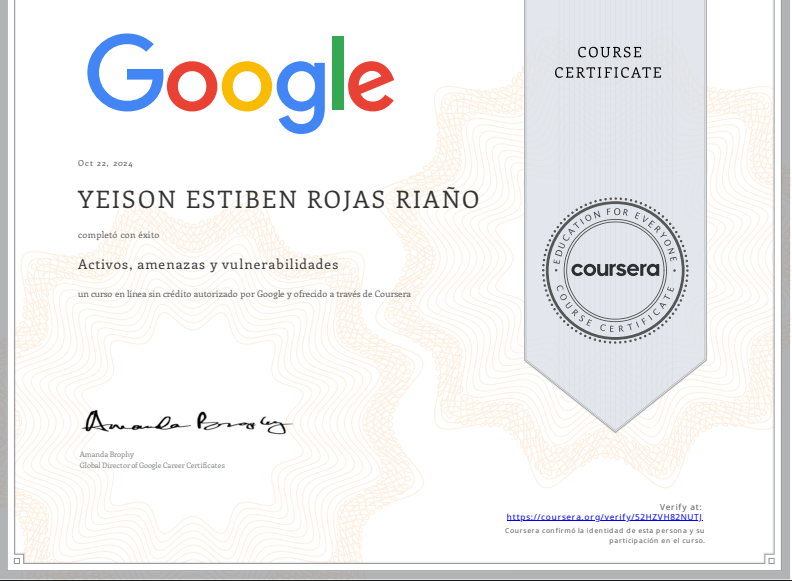 Google
COURSE
CERTIFICATE
Oct 22, 2024
YEISON ESTIBEN ROJAS RIAÑO
completó con éxito
Activos, amenazas y vulnerabilidades
un curso en línea sin crédito autorizado por Google y ofrecido a través de Coursera
EDUCATION FOR EVERYONE
coursera
COURSE CERTIFICATE
Amanda Brophy
Amanda Brophy
Global Director of Google Career Certificates
Verify at:
https://coursera.org/verify/52HZVH82NUTJ
Coursera confirmó la identidad de esta persona y su
participación en el curso.